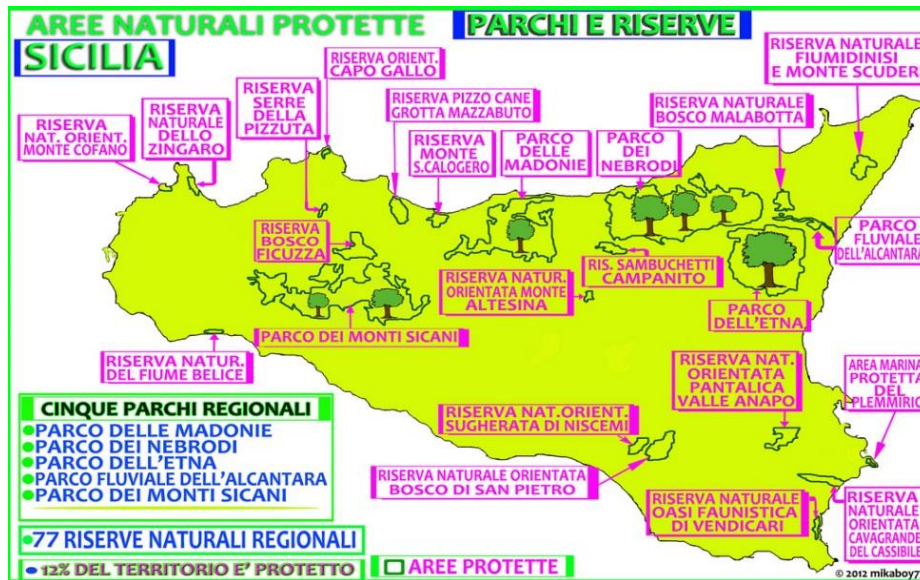 AREE NATURALI PROTETTE
PARCHI E RISERVE
SICILIA
RISERVA ORIENT.
CAPO GALLO
RISERVA NATURALE
FIUMIDINISI
E MONTE SCUDERI
RISERVA
SERRE
DELLA
PIZZUTA
RISERVA PIZZO CANE
GROTTA MAZZABUTO
RISERVA NATURALE
BOSCO MALABOTTA
RISERVA
NATURALE
DELLO
ZINGARO
RISERVA
NAT. ORIENT.
MONTE COFANO
RISERVA
MONTE
S.CALOGERO
PARCO
DELLE
MADONIE
PARCO
DEI
NEBRODI
RISERVA
BOSCO
FICUZZA
PARCO
FLUVIALE
DELL'ALCANTARA
RIS. SAMBUCHETTI
CAMPANITO
RISERVA NATUR.
ORIENTATA MONTE
ALTESINA
PARCO
DELL'ETNA
PARCO DEI MONTI SICANI
RISERVA NATUR.
DEL FIUME BELICE
RISERVA NAT.
ORIENTATA
PANTALICA
VALLE ANAPO
AREA MARINA
PROTETTA
DEL
PLEMMIRIO
CINQUE PARCHI REGIONALI
PARCO DELLE MADONIE
PARCO DEI NEBRODI
PARCO DELL'ETNA
PARCO FLUVIALE DELL'ALCANTARA
PARCO DEI MONTI SICANI
RISERVA NAT.ORIENT.
SUGHERATA DI NISCEMI
RISERVA NATURALE ORIENTATA
BOSCO DI SAN PIETRO
RISERVA NATURALE
OASI FAUNISTICA
DI VENDICARI
RISERVA
NATURALE
ORIENTATA
CAVAGRANDE
DEL CASSIBILE
77 RISERVE NATURALI REGIONALI
12% DEL TERRITORIO E' PROTETTO
AREE PROTETTE
© 2012 mikaboy7